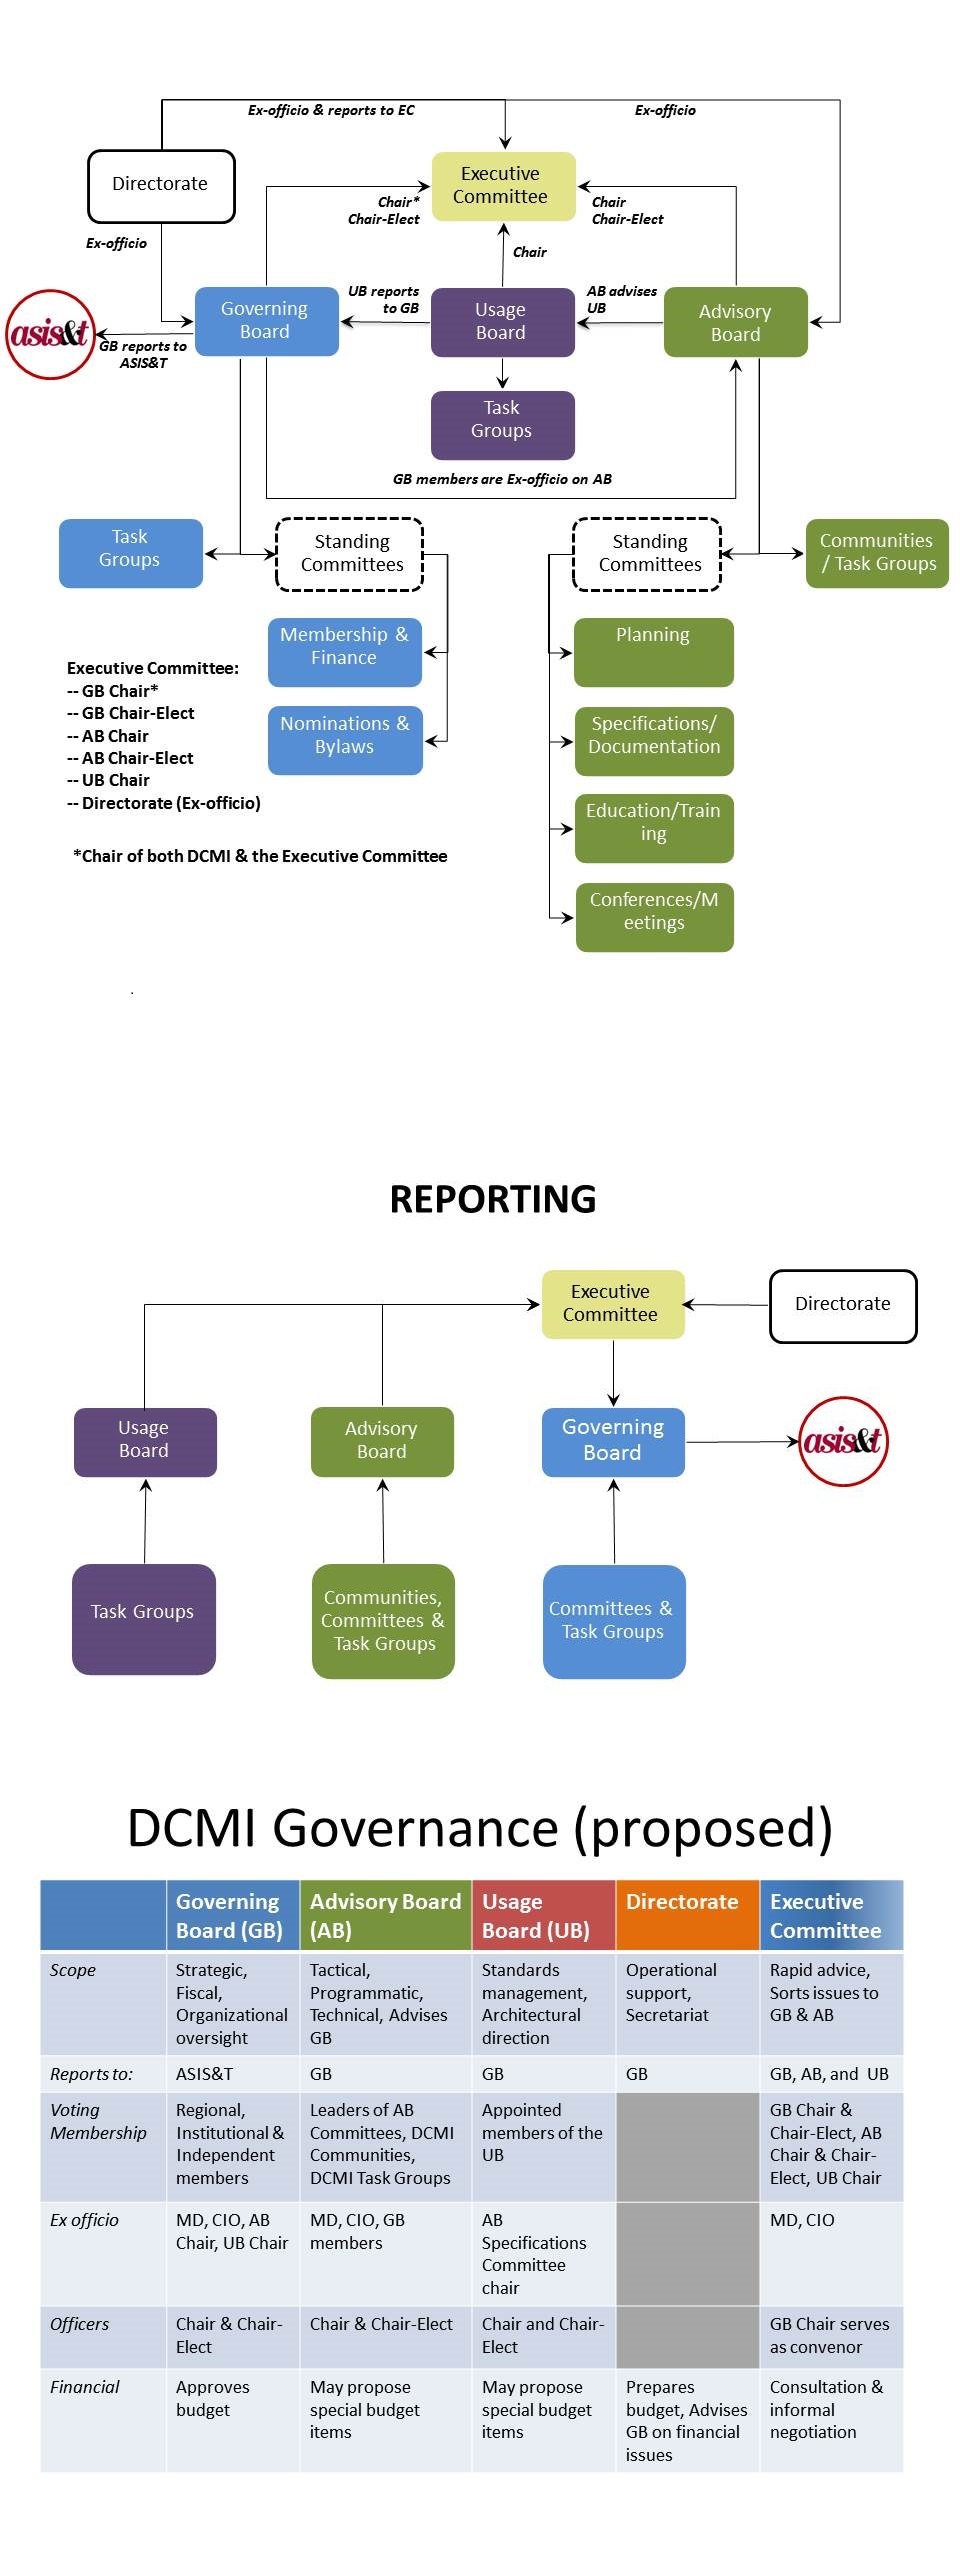 Ex-officio & reports to EC
Ex-officio
Directorate
Executive
Committee
Chair*
Chair-Elect
Chair
Chair-Elect
Ex-officio
Chair
Governing
Board
UB reports
to GB
Usage
Board
AB advises
UB
Advisory
Board
asis&t
GB reports to
ASIS&T
Task
Groups
GB members are Ex-officio on AB
Task
Groups
Standing
Committees
Standing
Committees
Communities
/ Task Groups
Membership &
Finance
Planning
Executive Committee:
-- GB Chair*
-- GB Chair-Elect
-- AB Chair
-- AB Chair-Elect
-- UB Chair
-- Directorate (Ex-officio)
Nominations &
Bylaws
Specifications/
Documentation
Education/Train
ing
*Chair of both DCMI & the Executive Committee
Conferences/M
eetings
.
REPORTING
Executive
Committee
Directorate
Usage
Board
Advisory
Board
Governing
Board
asis&t
Task Groups
Communities,
Committees &
Task Groups
Committees &
Task Groups
DCMI Governance (proposed)
Governing
Board (GB)
Advisory Board
(AB)
Usage
Board (UB)
Directorate
Executive
Committee
Scope
Strategic,
Fiscal,
Organizational
oversight
Tactical,
Programmatic,
Technical, Advises
GB
Standards
management,
Architectural
direction
Operational
support,
Secretariat
Rapid advice,
Sorts issues to
GB & AB
Reports to:
ASIS&T
GB
GB
GB
GB, AB, and UB
Voting
Membership
Regional,
Institutional &
Independent
members
Leaders of AB
Committees, DCMI
Communities,
DCMI Task Groups
Appointed
members of the
UB
GB Chair &
Chair-Elect, AB
Chair & Chair-
Elect, UB Chair
Ex officio
MD, CIO, AB
Chair, UB Chair
MD, CIO, GB
members
AB
Specifications
Committee
chair
MD, CIO
Officers
Chair & Chair-
Elect
Chair & Chair-Elect
Chair and Chair-
Elect
GB Chair serves
as convenor
Financial
Approves
budget
May propose
special budget
items
May propose
special budget
items
Prepares
budget, Advises
GB on financial
issues
Consultation &
informal
negotiation